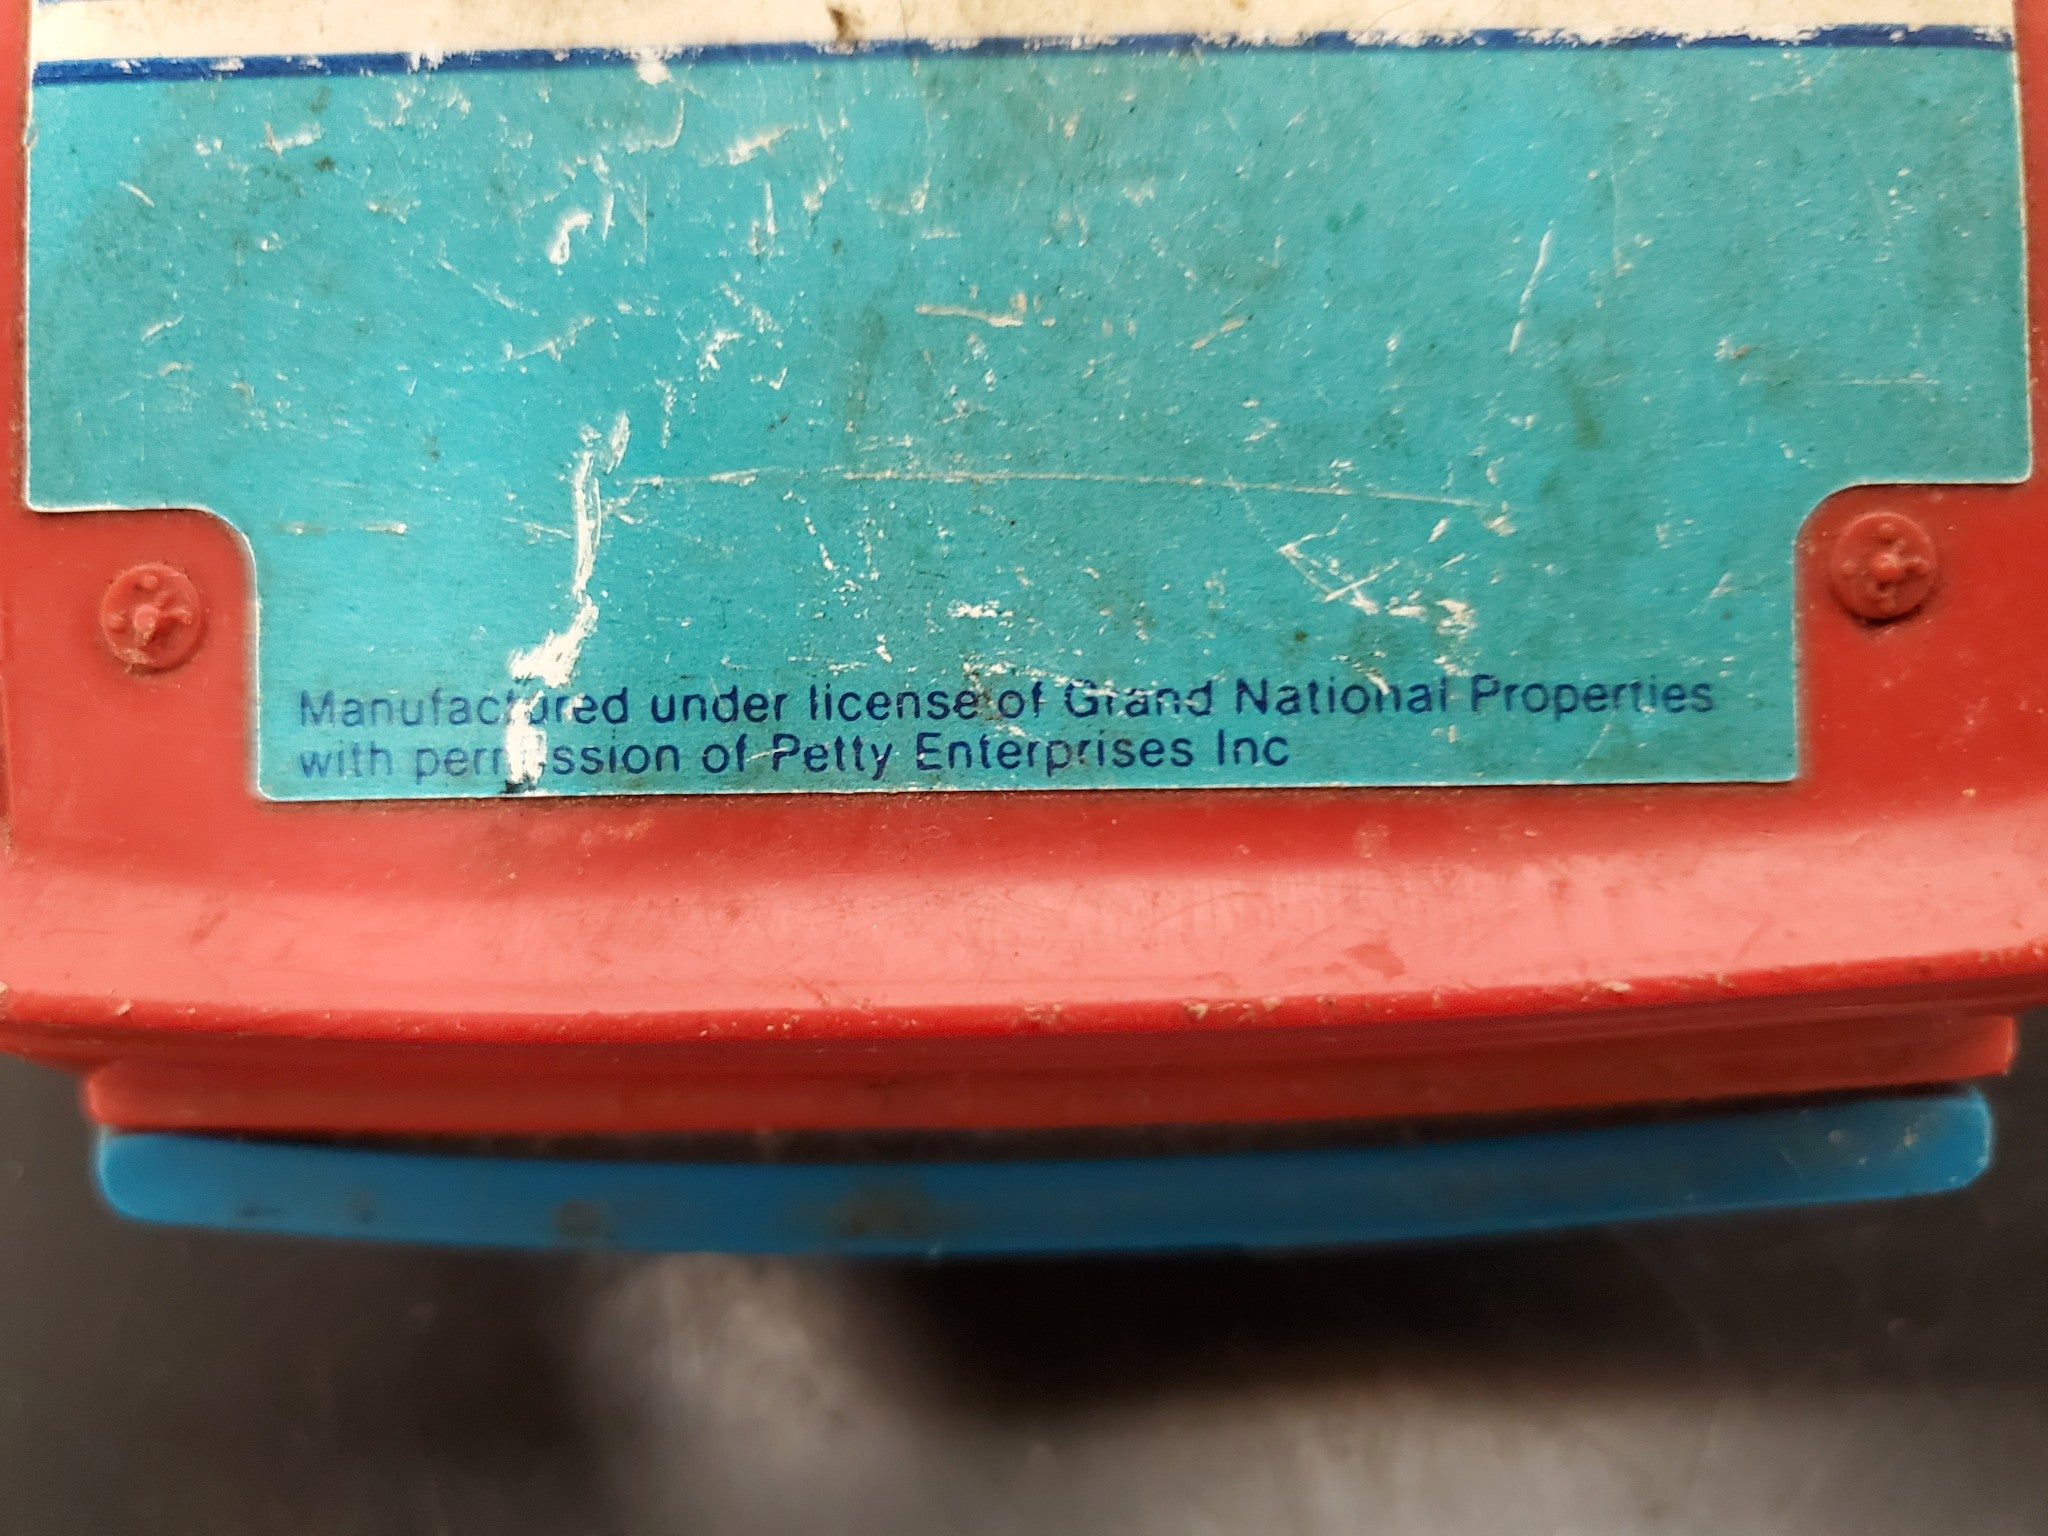 Manufactured under license of Grand National Properties
with permission of Petty Enterprises Inc